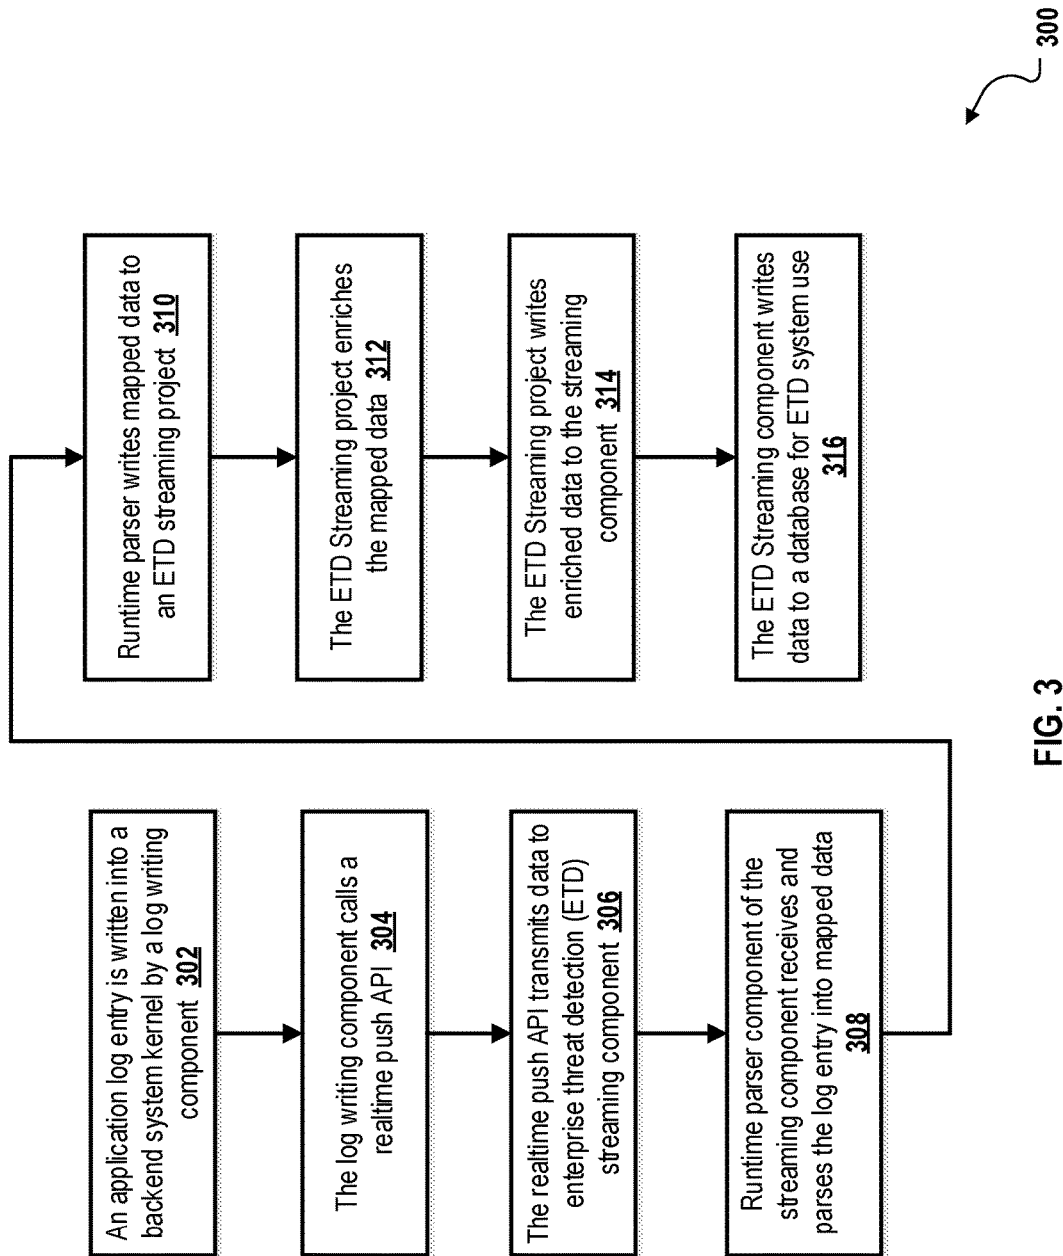 An application log entry is written into a
backend system kernel by a log writing
component 302
The log writing component calls a
realtime push API 304
The realtime push API transmits data to
enterprise threat detection (ETD)
streaming component 306
Runtime parser component of the
streaming component receives and
parses the log entry into mapped data
308
Runtime parser writes mapped data to
an ETD streaming project 310
The ETD Streaming project enriches
the mapped data 312
The ETD Streaming project writes
enriched data to the streaming
component 314
The ETD Streaming component writes
data to a database for ETD system use
316
300
FIG. 3